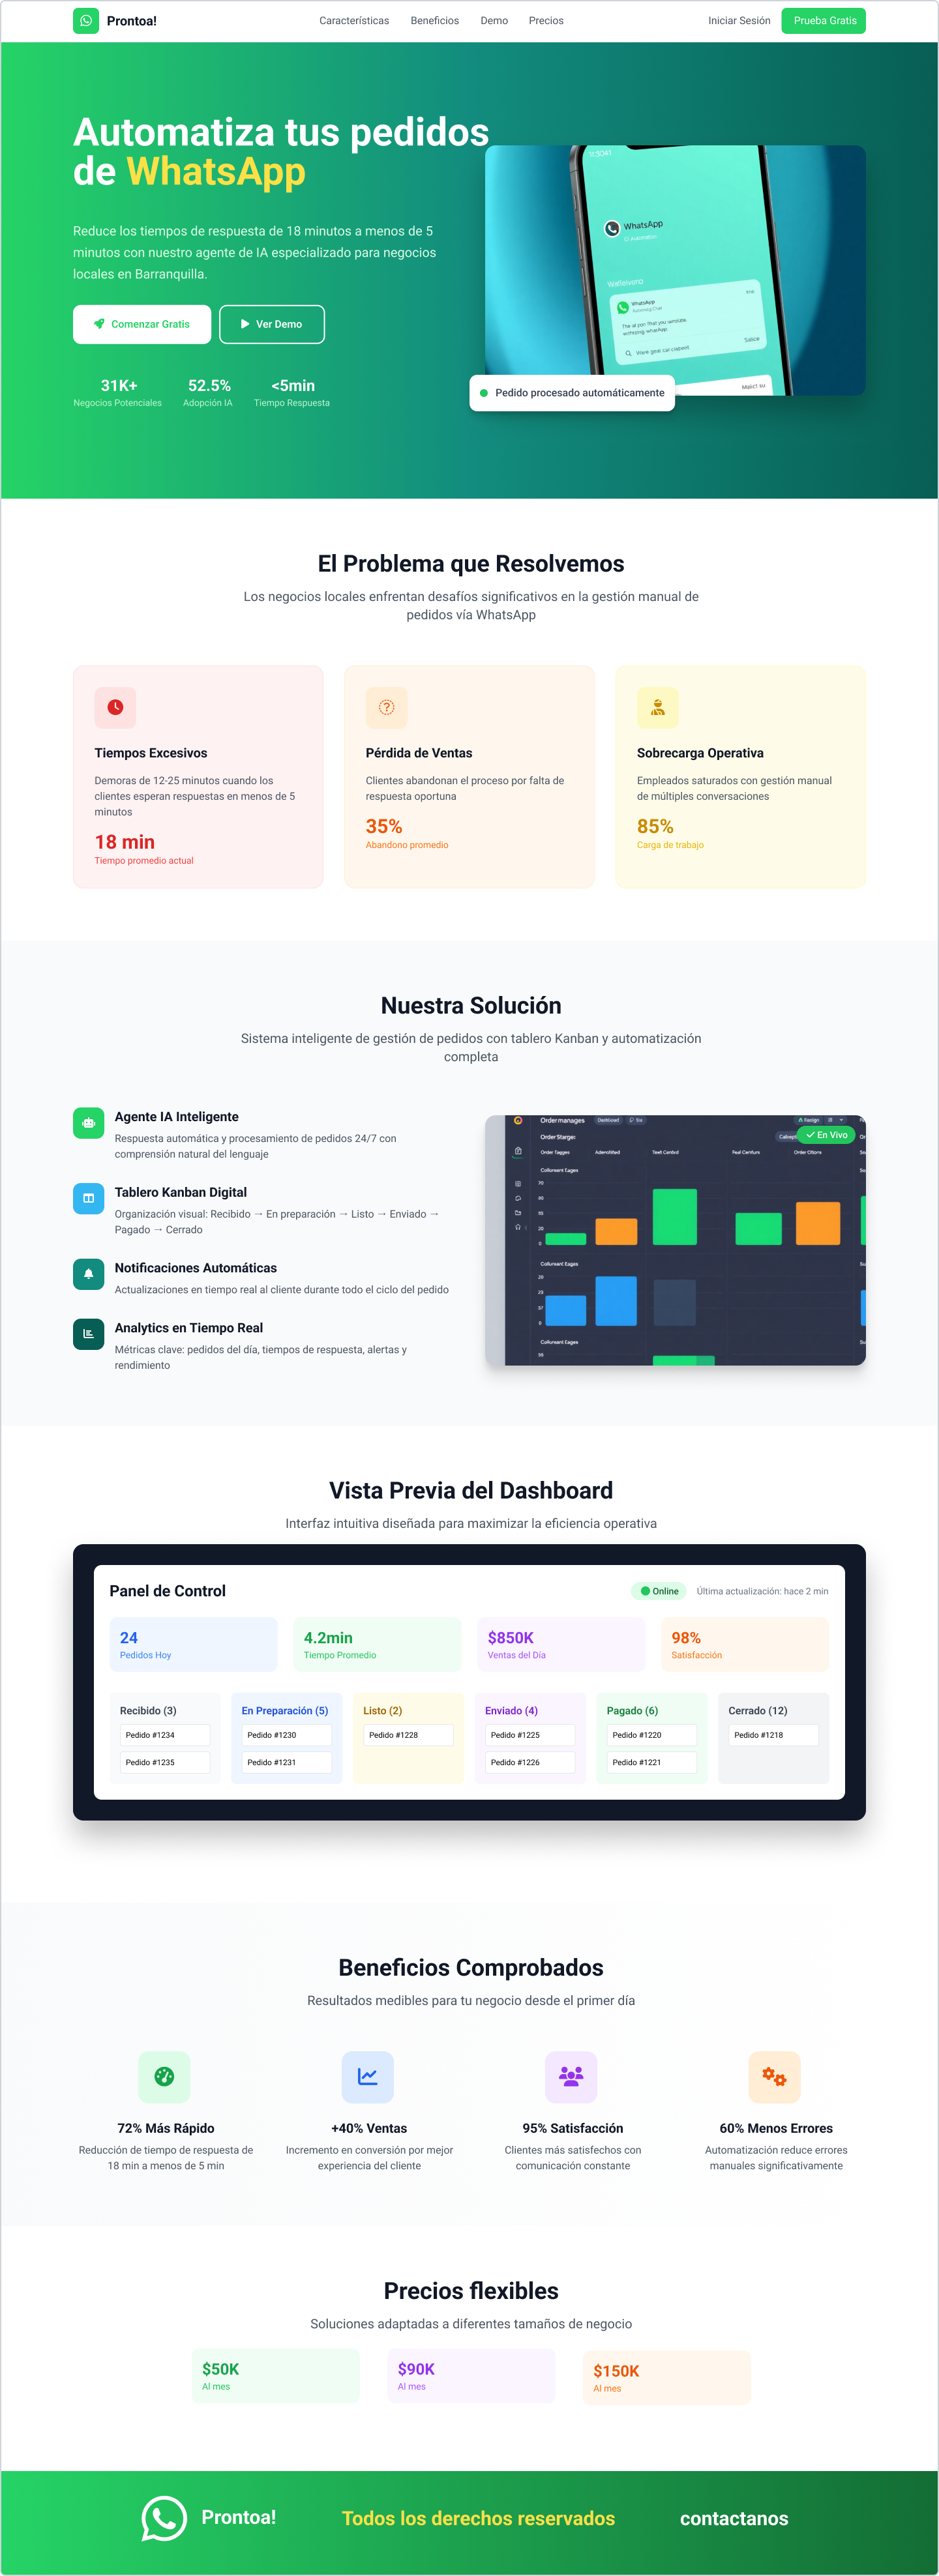 Prontoa!
Características
Beneficios
Demo
Precios
Iniciar Sesión
Prueba Gratis
Automatiza tus pedidos
de WhatsApp
Reduce los tiempos de respuesta de 18 minutos a menos de 5
minutos con nuestro agente de IA especializado para negocios
locales en Barranquilla.
Comenzar Gratis
Ver Demo
31K+
Negocios Potenciales
52.5%
Adopción IA
<5min
Tiempo Respuesta
WhatsApp
WhatsApp
Pedido procesado automáticamente
El Problema que Resolvemos
Los negocios locales enfrentan desafíos significativos en la gestión manual de
pedidos vía WhatsApp
Tiempos Excesivos
Demoras de 12-25 minutos cuando los
clientes esperan respuestas en menos de 5
minutos
18 min
Tiempo promedio actual
Pérdida de Ventas
Clientes abandonan el proceso por falta de
respuesta oportuna
35%
Abandono promedio
Sobrecarga Operativa
Empleados saturados con gestión manual
de múltiples conversaciones
85%
Carga de trabajo
Nuestra Solución
Sistema inteligente de gestión de pedidos con tablero Kanban y automatización
completa
Agente IA Inteligente
Respuesta automática y procesamiento de pedidos 24/7 con
comprensión natural del lenguaje
Tablero Kanban Digital
Organización visual: Recibido → En preparación → Listo → Enviado →
Pagado → Cerrado
Notificaciones Automáticas
Actualizaciones en tiempo real al cliente durante todo el ciclo del pedido
Analytics en Tiempo Real
Métricas clave: pedidos del día, tiempos de respuesta, alertas y
rendimiento
Ordermanages
Dashboard
En Vivo
Order Starge:
Order Tagges
Collursant Eages
Vista Previa del Dashboard
Interfaz intuitiva diseñada para maximizar la eficiencia operativa
Panel de Control
Online
Última actualización: hace 2 min
24
Pedidos Hoy
4.2min
Tiempo Promedio
$850K
Ventas del Día
98%
Satisfacción
Recibido (3)
Pedido #1234
Pedido #1235
En Preparación (5)
Pedido #1230
Pedido #1231
Listo (2)
Pedido #1228
Enviado (4)
Pedido #1225
Pedido #1226
Pagado (6)
Pedido #1220
Pedido #1221
Cerrado (12)
Pedido #1218
Beneficios Comprobados
Resultados medibles para tu negocio desde el primer día
72% Más Rápido
Reducción de tiempo de respuesta de
18 min a menos de 5 min
+40% Ventas
Incremento en conversión por mejor
experiencia del cliente
95% Satisfacción
Clientes más satisfechos con
comunicación constante
60% Menos Errores
Automatización reduce errores
manuales significativamente
Precios flexibles
Soluciones adaptadas a diferentes tamaños de negocio
$50K
Al mes
$90K
Al mes
$150K
Al mes
Prontoa!
Todos los derechos reservados
contactanos